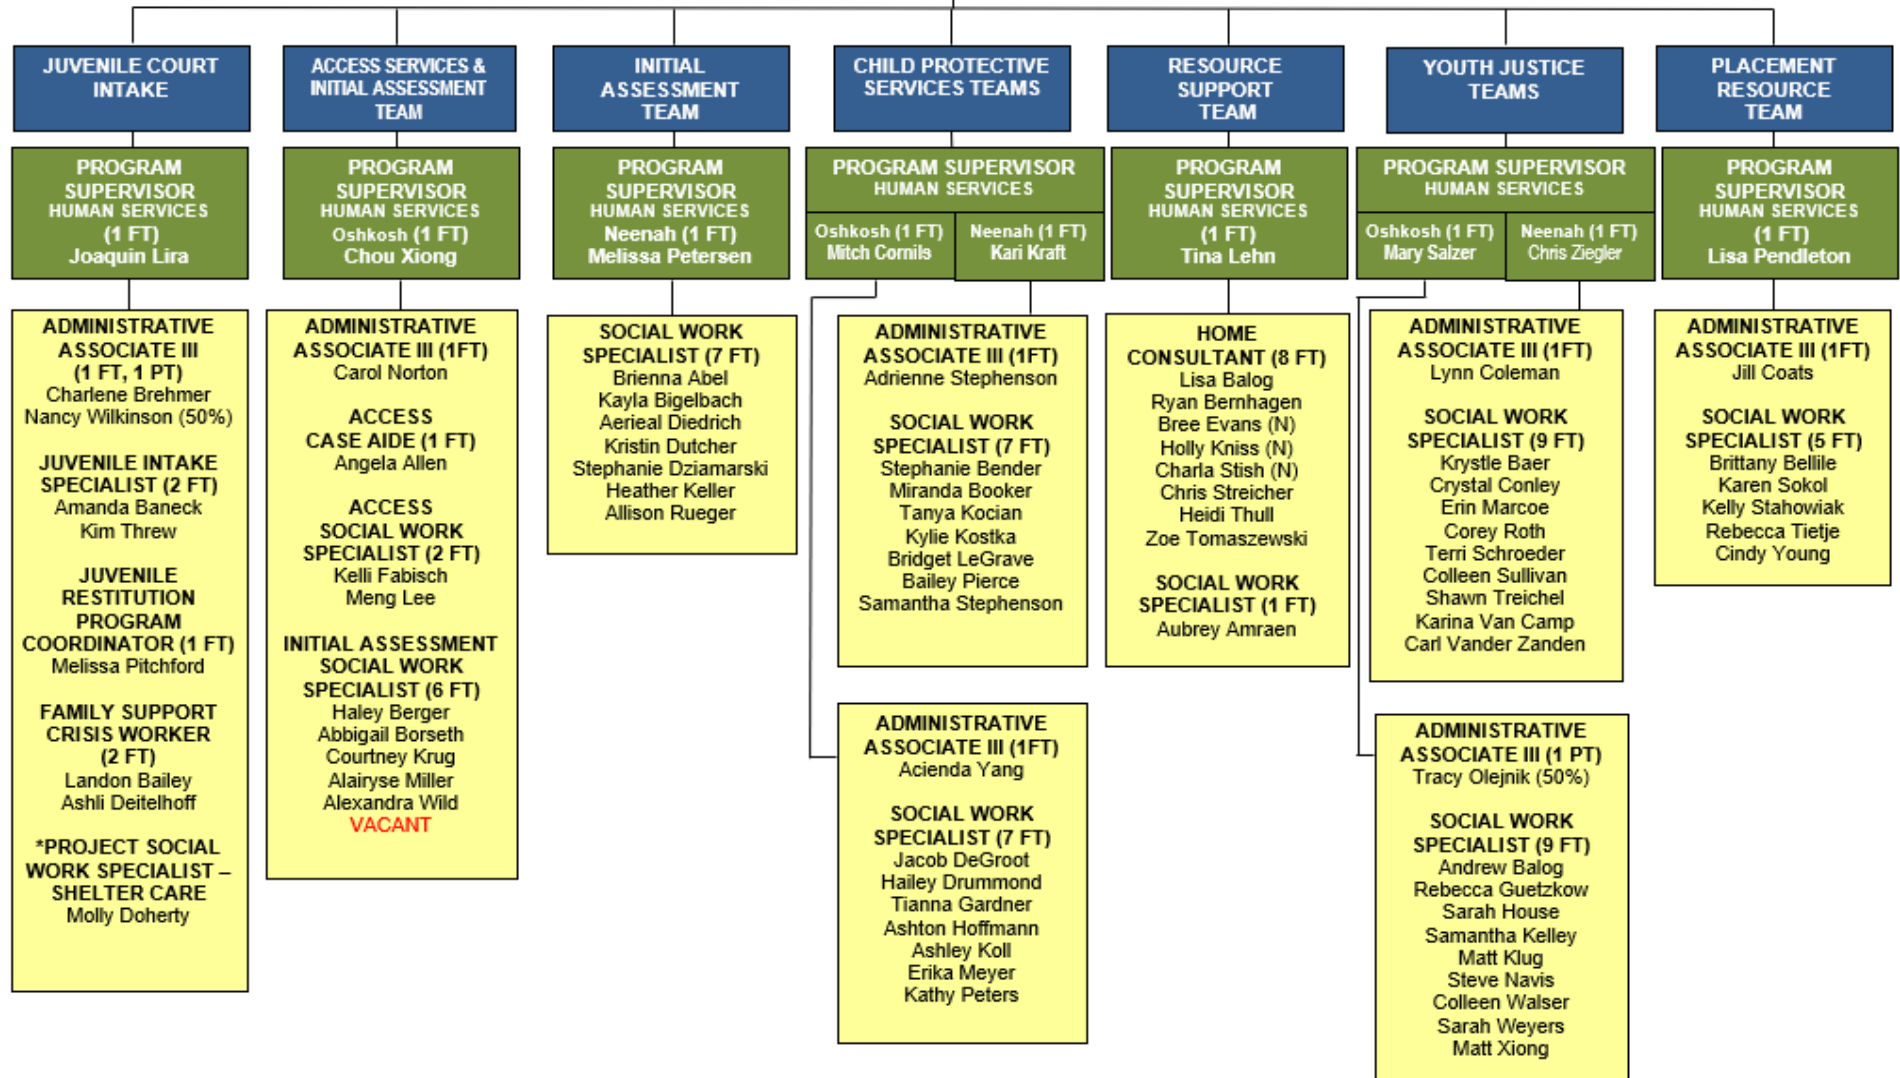 JUVENILE COURT
INTAKE
PROGRAM
SUPERVISOR
HUMAN SERVICES
(1 FT)
Joaquin Lira
ADMINISTRATIVE
ASSOCIATE III
(1 FT, 1 PT)
Charlene Brehmer
Nancy Wilkinson (50%)
JUVENILE INTAKE
SPECIALIST (2 FT)
Amanda Baneck
Kim Threw
JUVENILE
RESTITUTION
PROGRAM
COORDINATOR (1 FT)
Melissa Pitchford
FAMILY SUPPORT
CRISIS WORKER
(2 FT)
Landon Bailey
Ashli Deitelhoff
*PROJECT SOCIAL
WORK SPECIALIST –
SHELTER CARE
Molly Doherty
ACCESS SERVICES &
INITIAL ASSESSMENT
TEAM
PROGRAM
SUPERVISOR
HUMAN SERVICES
Oshkosh (1 FT)
Chou Xiong
ADMINISTRATIVE
ASSOCIATE III (1FT)
Carol Norton
ACCESS
CASE AIDE (1 FT)
Angela Allen
ACCESS
SOCIAL WORK
SPECIALIST (2 FT)
Kelli Fabisch
Meng Lee
INITIAL ASSESSMENT
SOCIAL WORK
SPECIALIST (6 FT)
Haley Berger
Abbigail Borseth
Courtney Krug
Alairyse Miller
Alexandra Wild
VACANT
INITIAL
ASSESSMENT
TEAM
PROGRAM
SUPERVISOR
HUMAN SERVICES
Neenah (1 FT)
Melissa Petersen
SOCIAL WORK
SPECIALIST (7 FT)
Brienna Abel
Kayla Bigelbach
Aerieal Diedrich
Kristin Dutcher
Stephanie Dziamarski
Heather Keller
Allison Rueger
CHILD PROTECTIVE
SERVICES TEAMS
PROGRAM SUPERVISOR
HUMAN SERVICES
Oshkosh (1 FT)
Mitch Cornils
Neenah (1 FT)
Kari Kraft
ADMINISTRATIVE
ASSOCIATE III (1FT)
Adrienne Stephenson
SOCIAL WORK
SPECIALIST (7 FT)
Stephanie Bender
Miranda Booker
Tanya Kocian
Kylie Kostka
Bridget LeGrave
Bailey Pierce
Samantha Stephenson
ADMINISTRATIVE
ASSOCIATE III (1FT)
Acienda Yang
SOCIAL WORK
SPECIALIST (7 FT)
Jacob DeGroot
Hailey Drummond
Tianna Gardner
Ashton Hoffmann
Ashley Koll
Erika Meyer
Kathy Peters
RESOURCE
SUPPORT
TEAM
PROGRAM
SUPERVISOR
HUMAN SERVICES
(1 FT)
Tina Lehn
HOME
CONSULTANT (8 FT)
Lisa Balog
Ryan Bernhagen
Bree Evans (N)
Holly Kniss (N)
Charla Stish (N)
Chris Streicher
Heidi Thull
Zoe Tomaszewski
SOCIAL WORK
SPECIALIST (1 FT)
Aubrey Amraen
YOUTH JUSTICE
TEAMS
PROGRAM SUPERVISOR
HUMAN SERVICES
Oshkosh (1 FT)
Mary Salzer
Neenah (1 FT)
Chris Ziegler
ADMINISTRATIVE
ASSOCIATE III (1FT)
Lynn Coleman
SOCIAL WORK
SPECIALIST (9 FT)
Krystle Baer
Crystal Conley
Erin Marcoe
Corey Roth
Terri Schroeder
Colleen Sullivan
Shawn Treichel
Karina Van Camp
Carl Vander Zanden
ADMINISTRATIVE
ASSOCIATE III (1 PT)
Tracy Olejnik (50%)
SOCIAL WORK
SPECIALIST (9 FT)
Andrew Balog
Rebecca Guetzkow
Sarah House
Samantha Kelley
Matt Klug
Steve Navis
Colleen Walser
Sarah Weyers
Matt Xiong
PLACEMENT
RESOURCE
TEAM
PROGRAM
SUPERVISOR
HUMAN SERVICES
(1 FT)
Lisa Pendleton
ADMINISTRATIVE
ASSOCIATE III (1FT)
Jill Coats
SOCIAL WORK
SPECIALIST (5 FT)
Brittany Bellile
Karen Sokol
Kelly Stahowiak
Rebecca Tietje
Cindy Young